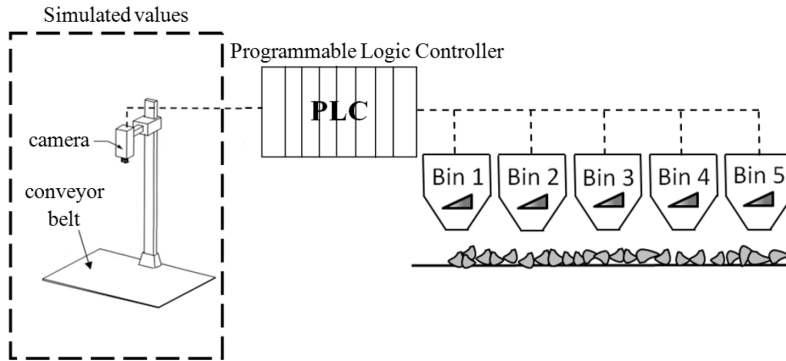 Simulated values
Programmable Logic Controller
PLC
camera
conveyor
belt
Bin 1
Bin 2
Bin 3
Bin 4
Bin 5